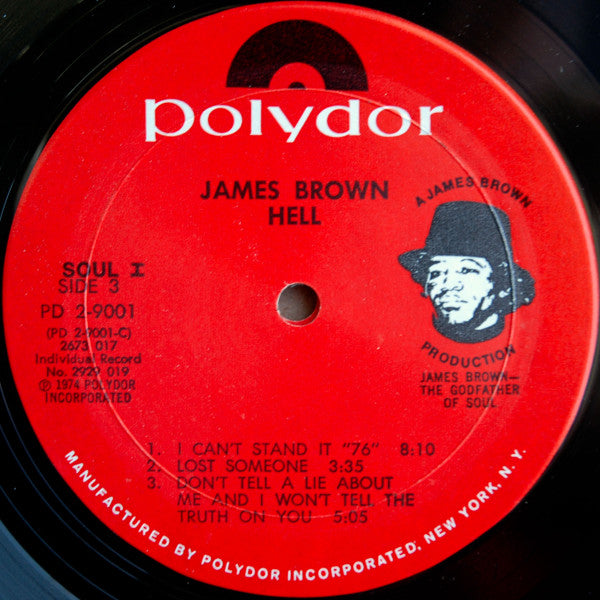 polydor
JAMES BROWN
HELL
A JAMES BROWN
PRODUCTION
JAMES BROWN—
THE GODFATHER
OF SOUL
SOUL I
SIDE 3
PD 2-9001
(PD 2-9001-C)
2673 017
Individual Record
No. 2929 019
℗ 1974 POLYDOR
INCORPORATED
1. I CAN'T STAND IT "76" 8:10
2. LOST SOMEONE 3:35
3. DON'T TELL A LIE ABOUT
ME AND I WON'T TELL THE
TRUTH ON YOU 5:05
MANUFACTURED BY POLYDOR INCORPORATED, NEW YORK, N. Y.